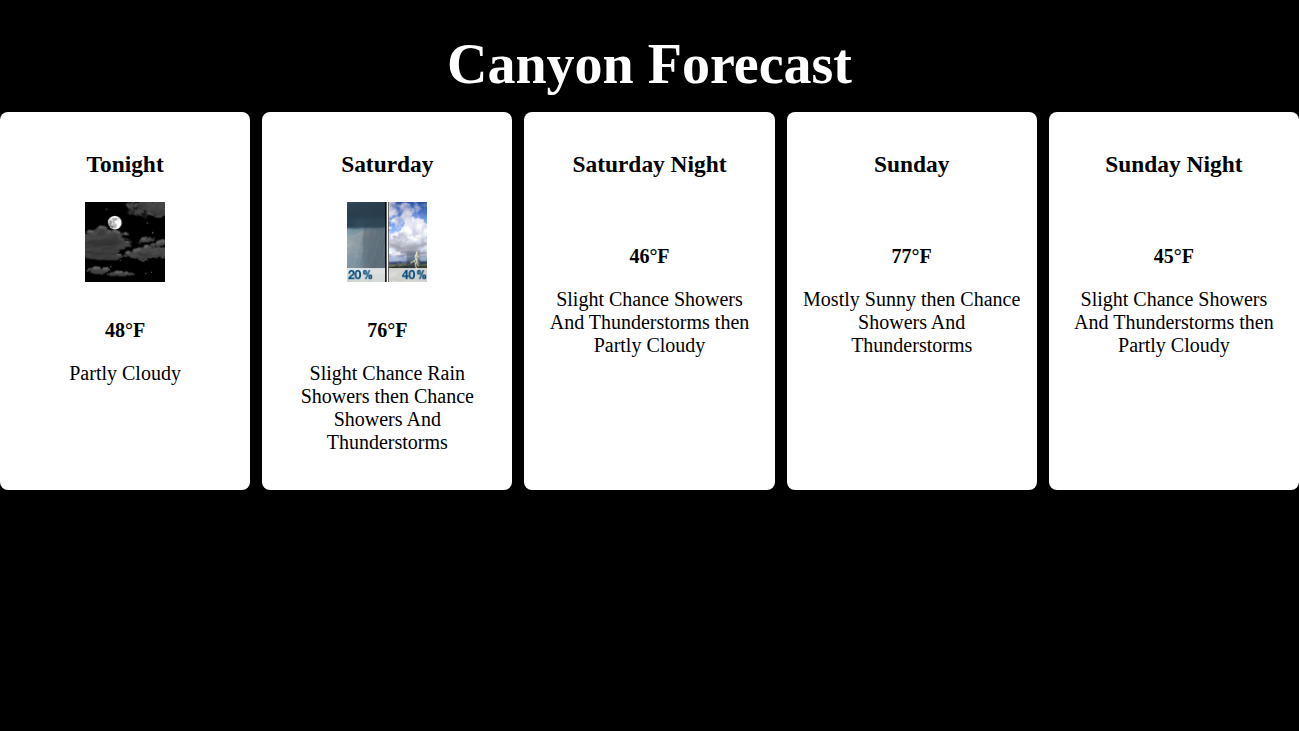 Canyon Forecast
Tonight
48°F
Partly Cloudy
Saturday
20%
40%
76°F
Slight Chance Rain
Showers then Chance
Showers And
Thunderstorms
Saturday Night
46°F
Slight Chance Showers
And Thunderstorms then
Partly Cloudy
Sunday
77°F
Mostly Sunny then Chance
Showers And
Thunderstorms
Sunday Night
45°F
Slight Chance Showers
And Thunderstorms then
Partly Cloudy